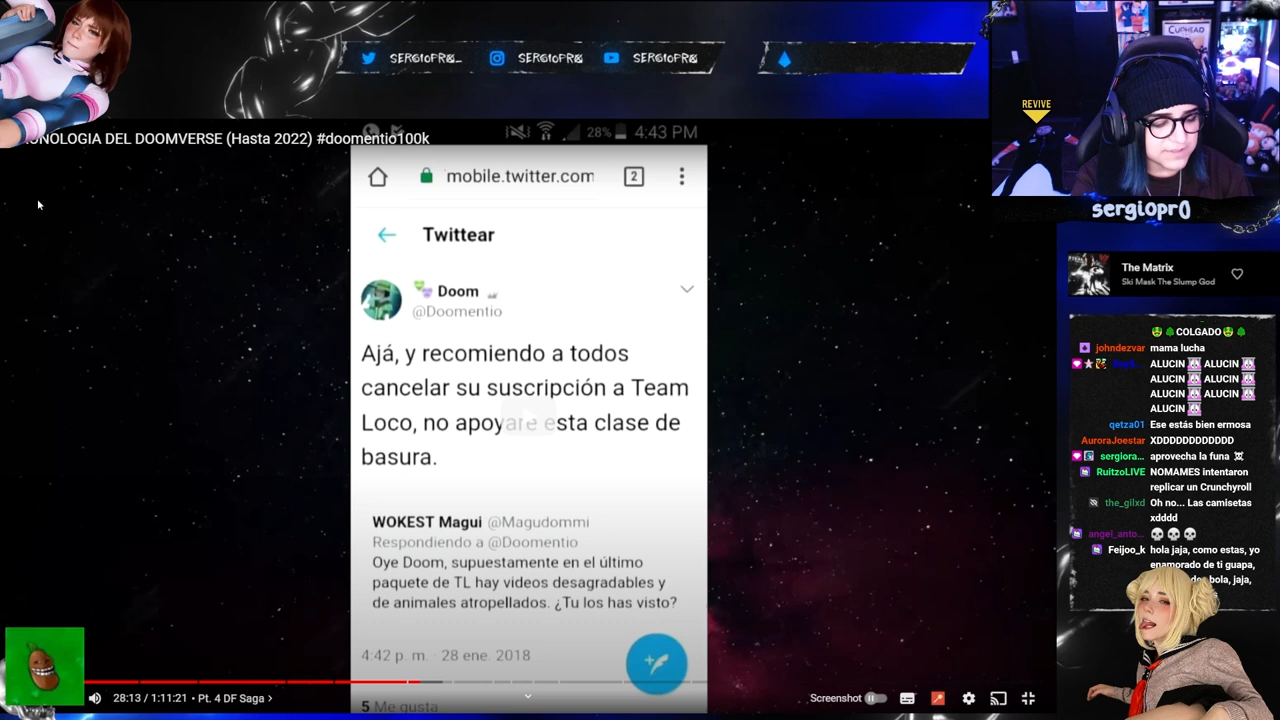 SERGIOPR0_ SERGIOPR0 SERGIOPR0
CUPHEAD
REVIVE
sergiopr0
NOLOGIA DEL DOOMVERSE (Hasta 2022) #doomentio100k
28% 4:43 PM
mobile.twitter.com 2
Twittear
Doom
@Doomentio
Ajá, y recomiendo a todos
cancelar su suscripción a Team
Loco, no apoyare esta clase de
basura.
WOKEST Magui @Magudommi
Respondiendo a @Doomentio
Oye Doom, supuestamente en el último
paquete de TL hay videos desagradables y
de animales atropellados. ¿Tu los has visto?
4:42 p. m. · 28 ene. 2018
5 Me gusta
28:13 / 1:11:21 • Pt. 4 DF Saga >
Screenshot
The Matrix
Ski Mask The Slump God
COLGADO
johndezvar mama lucha
ALUCIN ALUCIN
ALUCIN ALUCIN
ALUCIN ALUCIN
ALUCIN
qetza01 Ese estás bien ermosa
AuroraJoestar XDDDDDDDDDDD
sergiora... aprovecha la funa
RuitzoLIVE NOMAMES intentaron
replicar un Crunchyroll
the_gilxd Oh no... Las camisetas
xdddd
angel_anto...
Feijoo_k hola jaja, como estas, yo
enamorado de ti guapa,
bola, jaja,